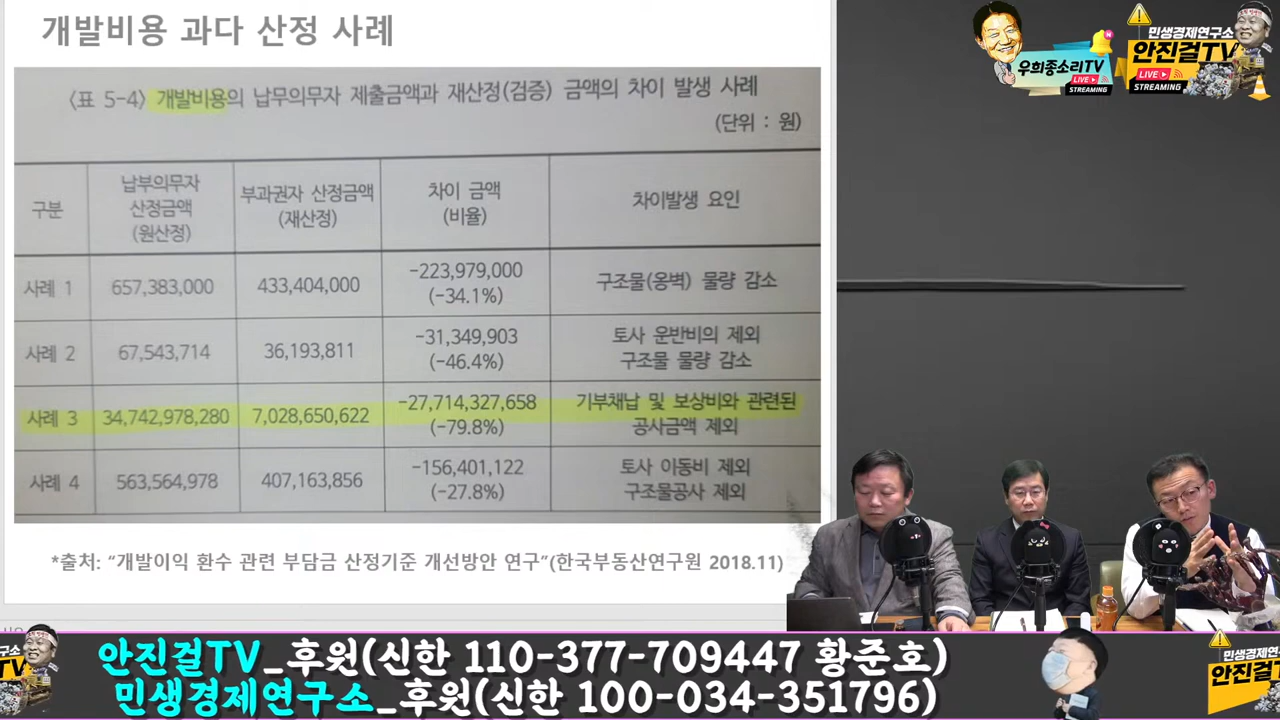 개발비용 과다 산정 사례
우희종소리TV
LIVE
STREAMING
민생경제연구소
안진걸TV
LIVE
STREAMING
〈표 5-4〉 개발비용의 납무의무자 제출금액과 재산정(검증) 금액의 차이 발생 사례
(단위 : 원)
구분
납부의무자
산정금액
(원산정)
부과권자 산정금액
(재산정)
차이 금액
(비율)
차이발생 요인
사례 1
657,383,000
433,404,000
-223,979,000
(-34.1%)
구조물(옹벽) 물량 감소
사례 2
67,543,714
36,193,811
-31,349,903
(-46.4%)
토사 운반비의 제외
구조물 물량 감소
사례 3
34,742,978,280
7,028,650,622
-27,714,327,658
(-79.8%)
기부채납 및 보상비와 관련된
공사금액 제외
사례 4
563,564,978
407,163,856
-156,401,122
(-27.8%)
토사 이동비 제외
구조물공사 제외
*출처: “개발이익 환수 관련 부담금 산정기준 개선방안 연구”(한국부동산연구원 2018.11)
안진걸TV_후원(신한 110-377-709447 황준호)
민생경제연구소_후원(신한 100-034-351796)
민생경제연
안진걸T